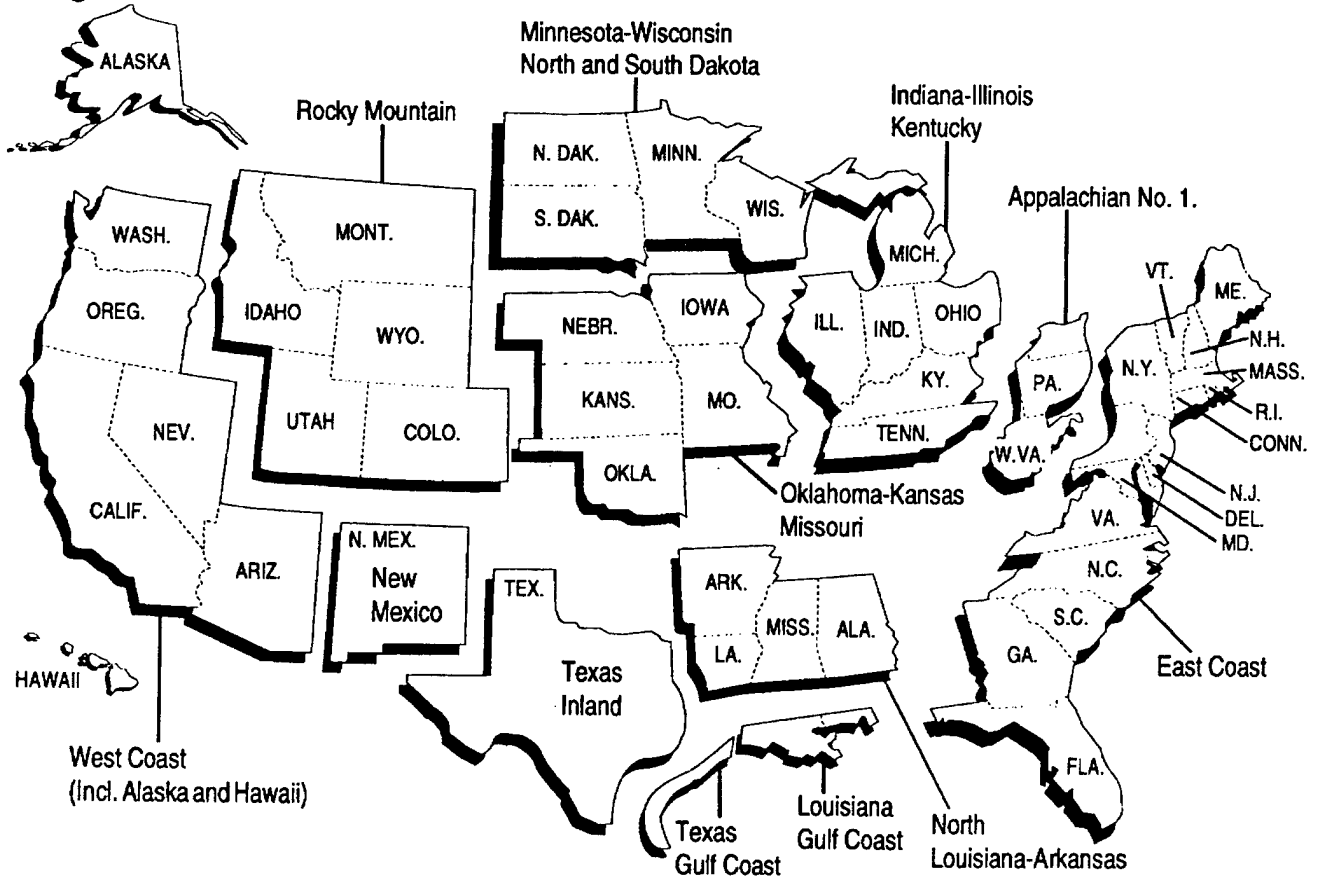 ALASKA
Minnesota-Wisconsin
North and South Dakota
Rocky Mountain
Indiana-Illinois
Kentucky
Appalachian No. 1.
WASH.
OREG.
NEV.
CALIF.
ARIZ.
MONT.
IDAHO
WYO.
UTAH
COLO.
N. DAK.
S. DAK.
MINN.
WIS.
MICH.
NEBR.
IOWA
KANS.
MO.
OKLA.
Oklahoma-Kansas
Missouri
ILL.
IND.
OHIO
KY.
TENN.
PA.
W.VA.
VT.
ME.
N.H.
N.Y.
MASS.
R.I.
CONN.
N.J.
DEL.
MD.
VA.
N.C.
S.C.
GA.
FLA.
East Coast
N. MEX.
New
Mexico
TEX.
Texas
Inland
ARK.
MISS.
ALA.
LA.
HAWAII
West Coast
(Incl. Alaska and Hawaii)
Texas
Gulf Coast
Louisiana
Gulf Coast
North
Louisiana-Arkansas